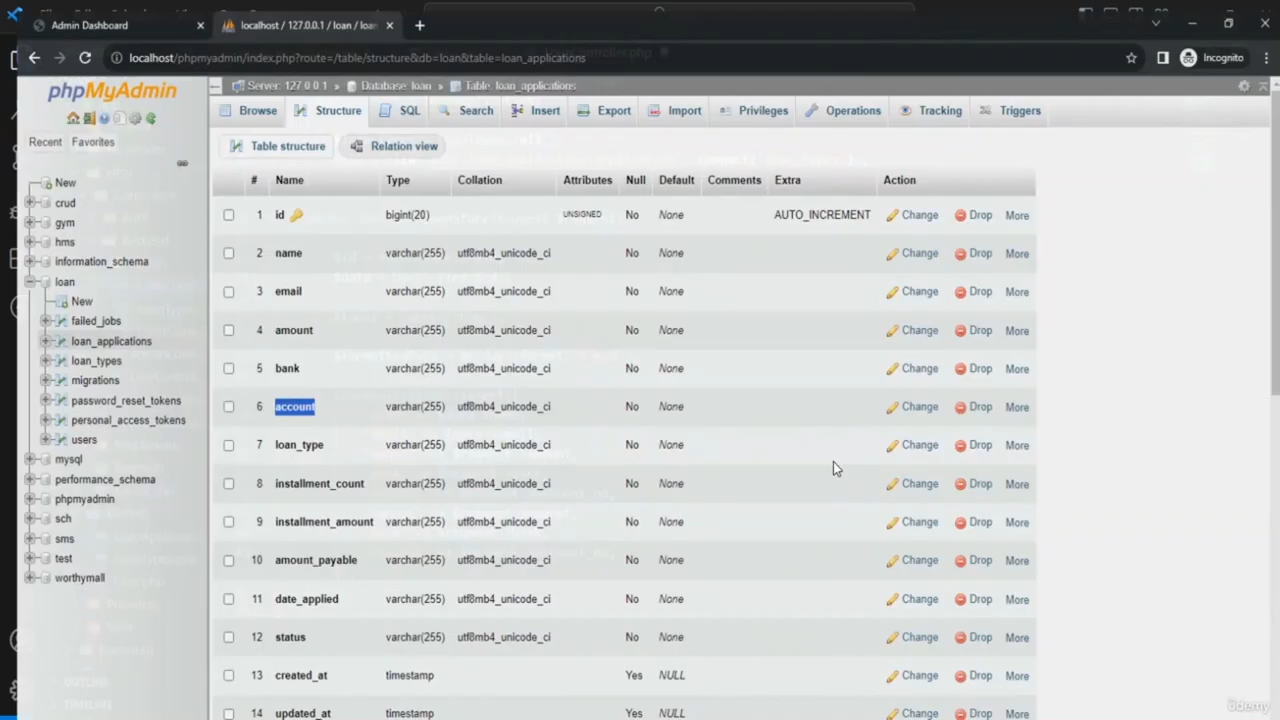 Admin Dashboard
localhost / 127.0.0.1 / loan / loan
localhost/phpmyadmin/index.php?route=/table/structure&db=loan&table=loan_applications
Incognito
phpMyAdmin
Server: 127.0.0.1 » Database: loan » Table: loan_applications
Browse Structure SQL Search Insert Export Import Privileges Operations Tracking Triggers
Recent Favorites
Table structure Relation view
New
crud
gym
hms
information_schema
loan
New
failed_jobs
loan_applications
loan_types
migrations
password_reset_tokens
personal_access_tokens
users
mysql
performance_schema
phpmyadmin
sch
sms
test
worthymall
# Name Type Collation Attributes Null Default Comments Extra Action
1 id bigint(20) UNSIGNED No None AUTO_INCREMENT Change Drop More
2 name varchar(255) utf8mb4_unicode_ci No None Change Drop More
3 email varchar(255) utf8mb4_unicode_ci No None Change Drop More
4 amount varchar(255) utf8mb4_unicode_ci No None Change Drop More
5 bank varchar(255) utf8mb4_unicode_ci No None Change Drop More
6 account varchar(255) utf8mb4_unicode_ci No None Change Drop More
7 loan_type varchar(255) utf8mb4_unicode_ci No None Change Drop More
8 installment_count varchar(255) utf8mb4_unicode_ci No None Change Drop More
9 installment_amount varchar(255) utf8mb4_unicode_ci No None Change Drop More
10 amount_payable varchar(255) utf8mb4_unicode_ci No None Change Drop More
11 date_applied varchar(255) utf8mb4_unicode_ci No None Change Drop More
12 status varchar(255) utf8mb4_unicode_ci No None Change Drop More
13 created_at timestamp Yes NULL Change Drop More
14 updated_at timestamp Yes NULL Change Drop More
OUTLINE
TIMELINE
ûdemy